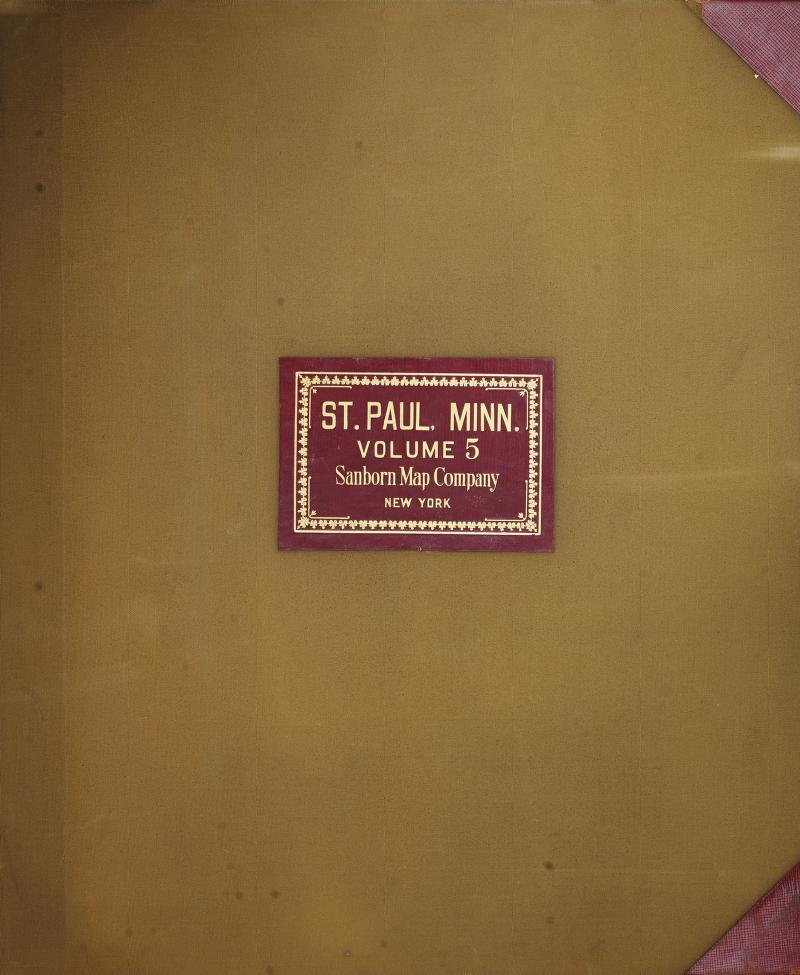 ST. PAUL. MINN.
VOLUME 5
Sanborn Map Company
NEW YORK